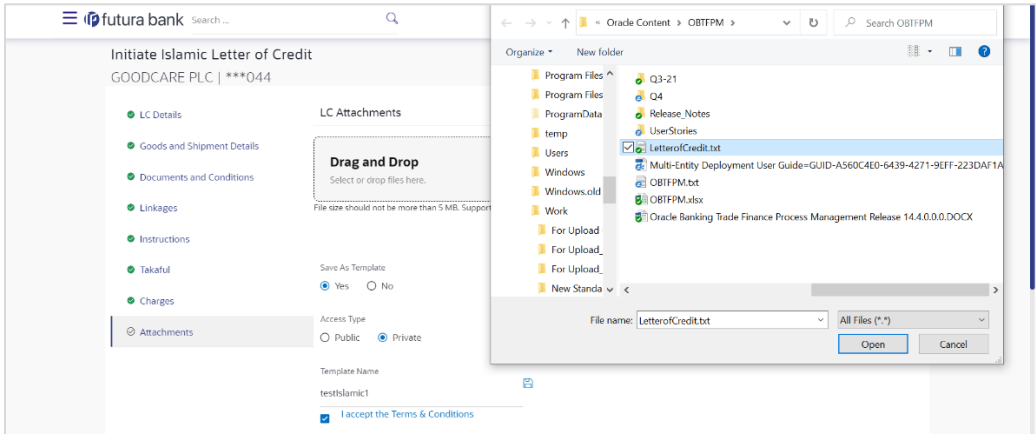 futura bank
Search ...
Initiate Islamic Letter of Credit
GOODCARE PLC | ***044
LC Details
Goods and Shipment Details
Documents and Conditions
Linkages
Instructions
Takaful
Charges
Attachments
LC Attachments
Drag and Drop
Select or drop files here.
File size should not be more than 5 MB. Support
Save As Template
Yes No
Access Type
Public Private
Template Name
testIslamic1
I accept the Terms & Conditions
« Oracle Content › OBTFPM ›
Search OBTFPM
Organize New folder
Program Files
Program Files
ProgramData
temp
Users
Windows
Windows.old
Work
For Upload
For Upload_
For Upload_
New Standa
Q3-21
Q4
Release_Notes
UserStories
LetterofCredit.txt
Multi-Entity Deployment User Guide=GUID-A560C4E0-6439-4271-9EFF-223DAF1A
OBTFPM.txt
OBTFPM.xlsx
Oracle Banking Trade Finance Process Management Release 14.4.0.0.0.DOCX
File name: LetterofCredit.txt
All Files (*.*)
Open Cancel